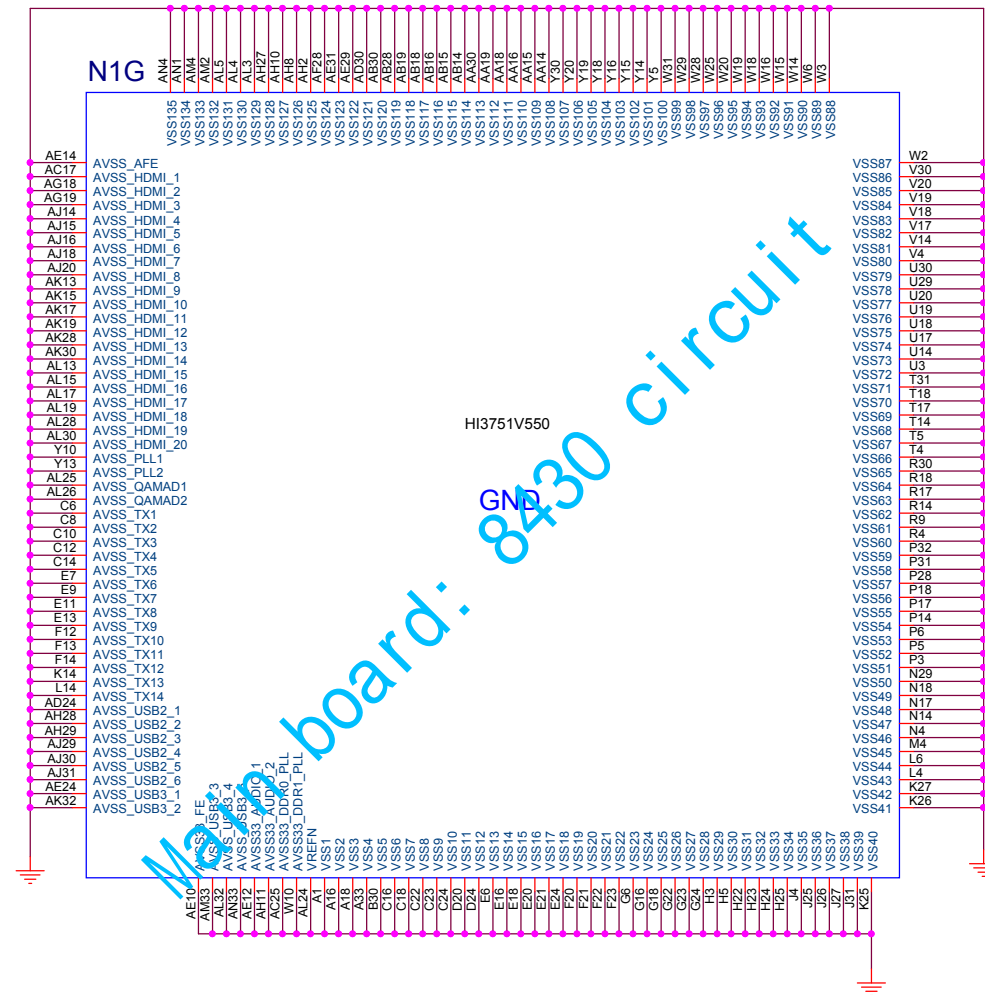 N1G
AN4 AN1 AM4 AM2 AL5 AL4 AL3 AH27 AH10 AH8 AH2 AF28 AE31 AE29 AD30 AB30 AB28 AB19 AB18 AB16 AB15 AB14 AA30 AA19 AA18 AA16 AA15 AA14 Y30 Y20 Y19 Y18 Y16 Y15 Y14 Y5 W31 W29 W28 W25 W20 W19 W18 W16 W15 W14 W6 W3
VSS135 VSS134 VSS133 VSS132 VSS131 VSS130 VSS129 VSS128 VSS127 VSS126 VSS125 VSS124 VSS123 VSS122 VSS121 VSS120 VSS119 VSS118 VSS117 VSS116 VSS115 VSS114 VSS113 VSS112 VSS111 VSS110 VSS109 VSS108 VSS107 VSS106 VSS105 VSS104 VSS103 VSS102 VSS101 VSS100 VSS99 VSS98 VSS97 VSS96 VSS95 VSS94 VSS93 VSS92 VSS91 VSS90 VSS89 VSS88
AE14 AVSS_AFE VSS87 W2
AC17 AVSS_HDMI_1 VSS86 V30
AG18 AVSS_HDMI_2 VSS85 V20
AG19 AVSS_HDMI_3 VSS84 V19
AJ14 AVSS_HDMI_4 VSS83 V18
AJ15 AVSS_HDMI_5 VSS82 V17
AJ16 AVSS_HDMI_6 VSS81 V14
AJ18 AVSS_HDMI_7 VSS80 V4
AJ20 AVSS_HDMI_8 VSS79 U30
AK13 AVSS_HDMI_9 VSS78 U29
AK15 AVSS_HDMI_10 VSS77 U20
AK17 AVSS_HDMI_11 VSS76 U19
AK19 AVSS_HDMI_12 VSS75 U18
AK28 AVSS_HDMI_13 VSS74 U17
AK30 AVSS_HDMI_14 VSS73 U14
AL13 AVSS_HDMI_15 VSS72 U3
AL15 AVSS_HDMI_16 VSS71 T31
AL17 AVSS_HDMI_17 VSS70 T18
AL19 AVSS_HDMI_18 VSS69 T17
AL28 AVSS_HDMI_19 VSS68 T14
AL30 AVSS_HDMI_20 VSS67 T5
Y10 AVSS_PLL1 VSS66 T4
Y13 AVSS_PLL2 VSS65 R30
AL25 AVSS_QAMAD1 VSS64 R18
AL26 AVSS_QAMAD2 VSS63 R17
C6 AVSS_TX1 VSS62 R14
C8 AVSS_TX2 VSS61 R9
C10 AVSS_TX3 VSS60 R4
C12 AVSS_TX4 VSS59 P32
C14 AVSS_TX5 VSS58 P31
E7 AVSS_TX6 VSS57 P28
E9 AVSS_TX7 VSS56 P18
E11 AVSS_TX8 VSS55 P17
E13 AVSS_TX9 VSS54 P14
F12 AVSS_TX10 VSS53 P6
F13 AVSS_TX11 VSS52 P5
F14 AVSS_TX12 VSS51 P3
K14 AVSS_TX13 VSS50 N29
L14 AVSS_TX14 VSS49 N18
AD24 AVSS_USB2_1 VSS48 N17
AH28 AVSS_USB2_2 VSS47 N14
AH29 AVSS_USB2_3 VSS46 N4
AJ29 AVSS_USB2_4 VSS45 M4
AJ30 AVSS_USB2_5 VSS44 L6
AJ31 AVSS_USB2_6 VSS43 L4
AE24 AVSS_USB3_1 VSS42 K27
AK32 AVSS_USB3_2 VSS41 K26
HI3751V550
GND
Main board: 8430 circuit
AVSS33_FE AVSS_USB3_3 AVSS_USB3_4 AVSS33_AUDIO_1 AVSS33_AUDIO_2 AVSS33_DDR0_PLL AVSS33_DDR1_PLL VREFN VSS1 VSS2 VSS3 VSS4 VSS5 VSS6 VSS7 VSS8 VSS9 VSS10 VSS11 VSS12 VSS13 VSS14 VSS15 VSS16 VSS17 VSS18 VSS19 VSS20 VSS21 VSS22 VSS23 VSS24 VSS25 VSS26 VSS27 VSS28 VSS29 VSS30 VSS31 VSS32 VSS33 VSS34 VSS35 VSS36 VSS37 VSS38 VSS39 VSS40
AE10 AM33 AL32 AN33 AE12 AH11 AC25 W10 AL24 A1 A16 A18 A33 B30 C16 C18 C22 C23 C24 D20 D24 E6 E16 E18 E20 E21 E24 F20 F21 F22 F23 G6 G16 G18 G22 G23 G24 H3 H5 H22 H23 H24 H25 J4 J25 J26 J27 J31 K25